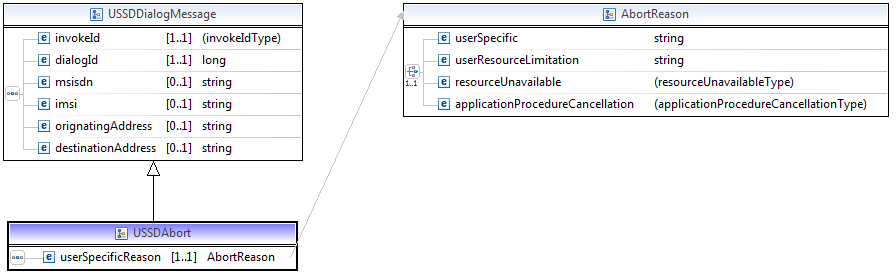 USSDDialogMessage
invokeId [1..1] (invokeIdType)
dialogId [1..1] long
msisdn [0..1] string
imsi [0..1] string
orignatingAddress [0..1] string
destinationAddress [0..1] string
AbortReason
userSpecific string
userResourceLimitation string
resourceUnavailable (resourceUnavailableType)
1..1
applicationProcedureCancellation (applicationProcedureCancellationType)
USSDAbort
userSpecificReason [1..1] AbortReason